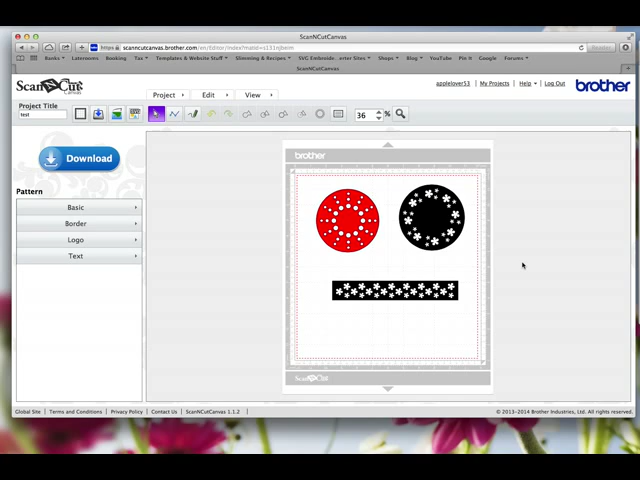 ScanNCutCanvas
https scanncutcanvas.brother.com/en/Editor/index?matId=s131njbeim
Reader
Banks Laterooms Booking Tax Templates & Website Stuff Slimming & Recipes SVG Embroide...erter Sites Shops Blog YouPlay Pin It Google Forums
ScanNCutCanvas
ScanNCut
Canvas
Project Edit View
applelover53 My Projects Help Log Out
brother
Project Title
test
36 %
Download
Pattern
Basic
Border
Logo
Text
brother
ScanNCut
Global Site Terms and Conditions Privacy Policy Contact Us ScanNCutCanvas 1.1.2
© 2013-2014 Brother Industries, Ltd. All rights reserved.